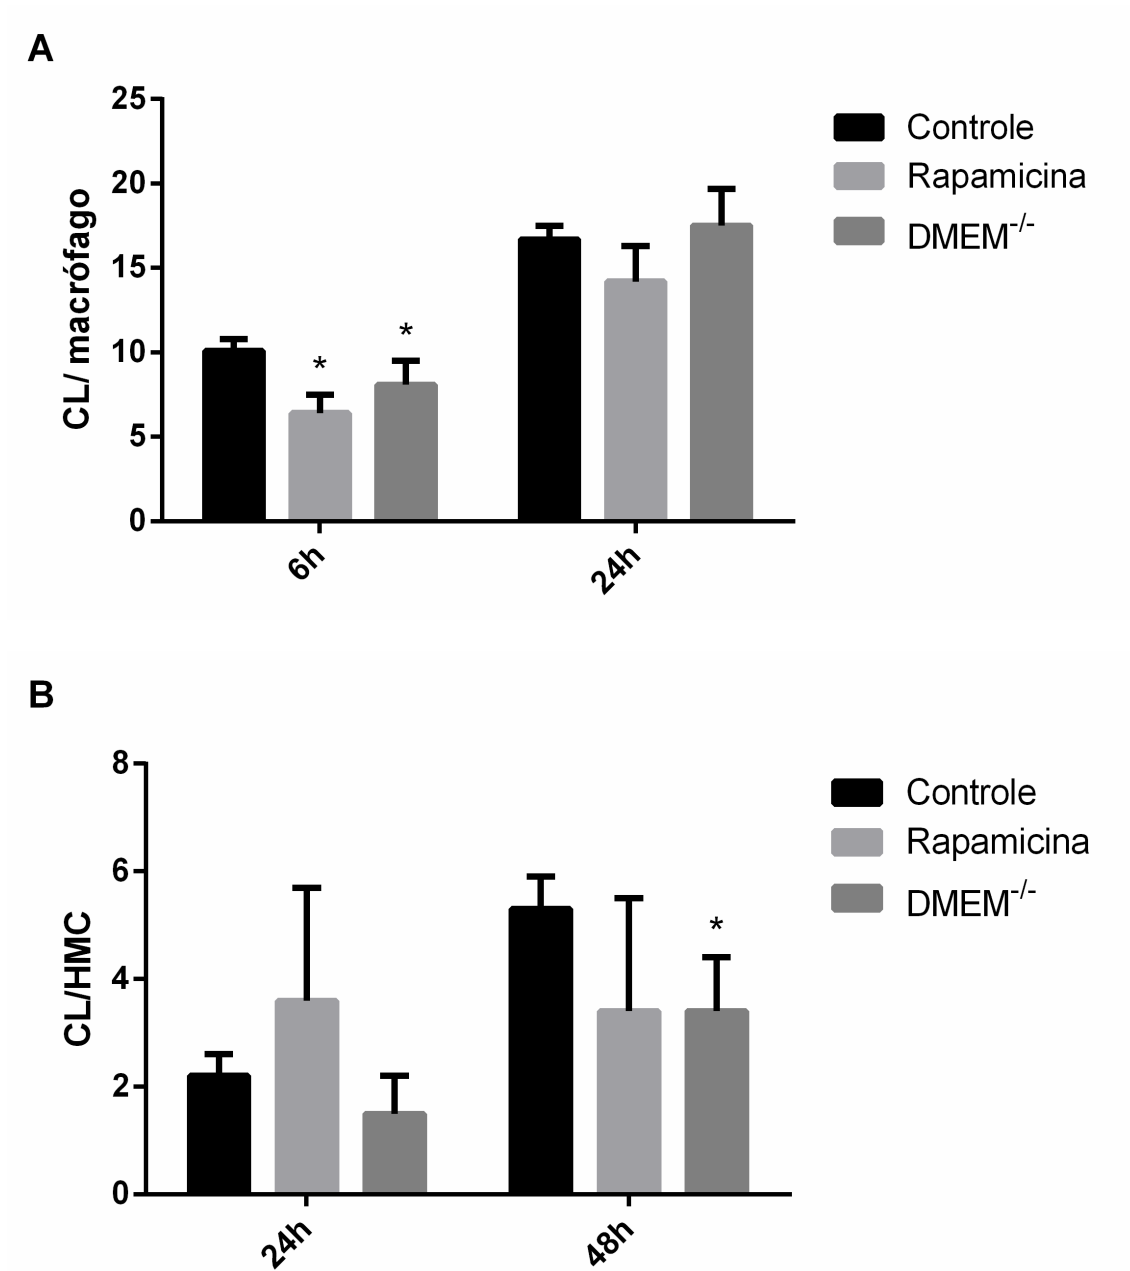 A
25
20
15
10
5
0
CL/ macrófago
*
*
6h
24h
Controle
Rapamicina
DMEM-/-
B
8
6
4
2
0
CL/HMC
*
24h
48h
Controle
Rapamicina
DMEM-/-